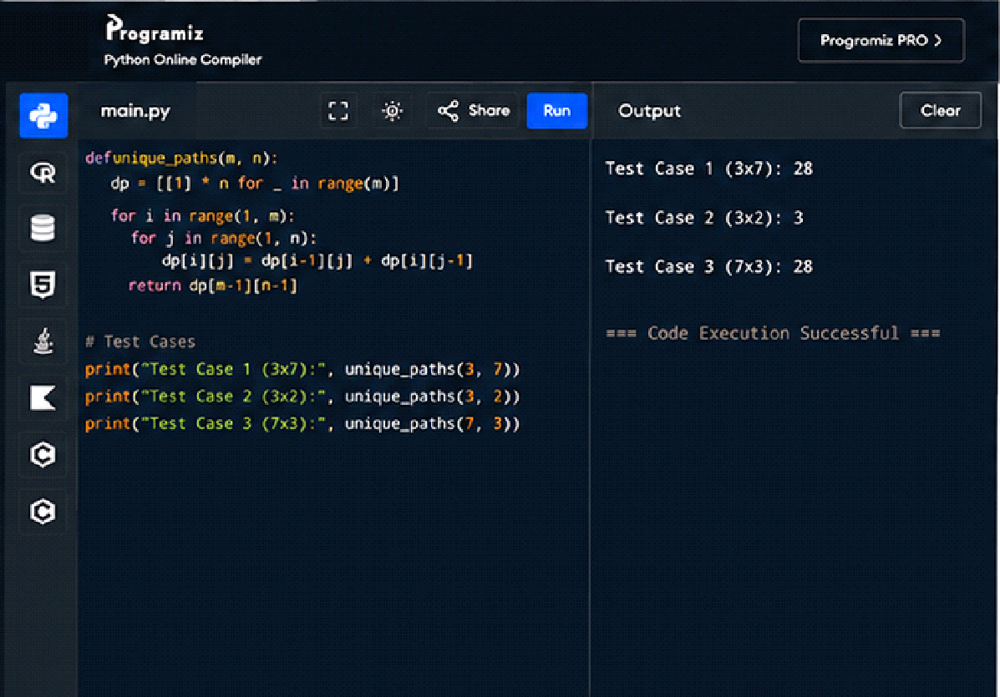 Programiz
Python Online Compiler
Programiz PRO >
main.py
Share
Run
Output
Clear
defunique_paths(m, n):
dp = [[1] * n for _ in range(m)]
for i in range(1, m):
for j in range(1, n):
dp[i][j] = dp[i-1][j] + dp[i][j-1]
return dp[m-1][n-1]
# Test Cases
print("Test Case 1 (3x7):", unique_paths(3, 7))
print("Test Case 2 (3x2):", unique_paths(3, 2))
print("Test Case 3 (7x3):", unique_paths(7, 3))
Test Case 1 (3x7): 28
Test Case 2 (3x2): 3
Test Case 3 (7x3): 28
=== Code Execution Successful ===
R
5
C
C